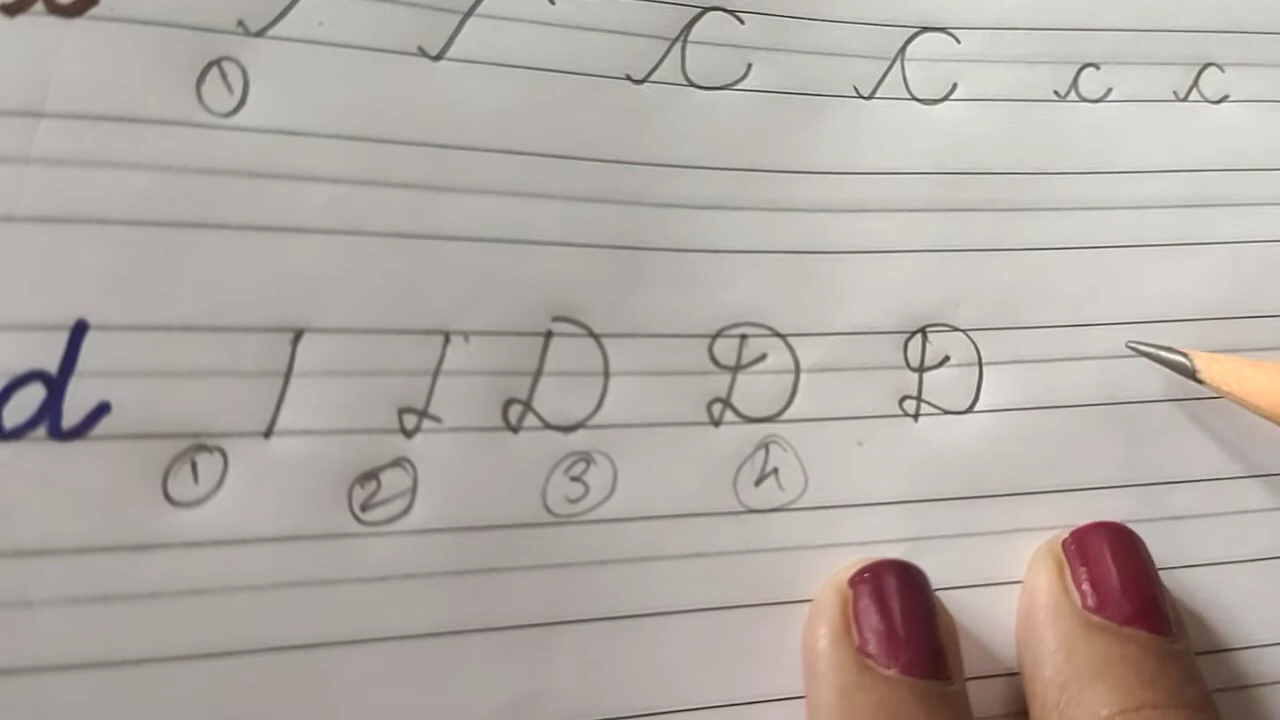 C C c c
①
d D D D
① ② ③ ④